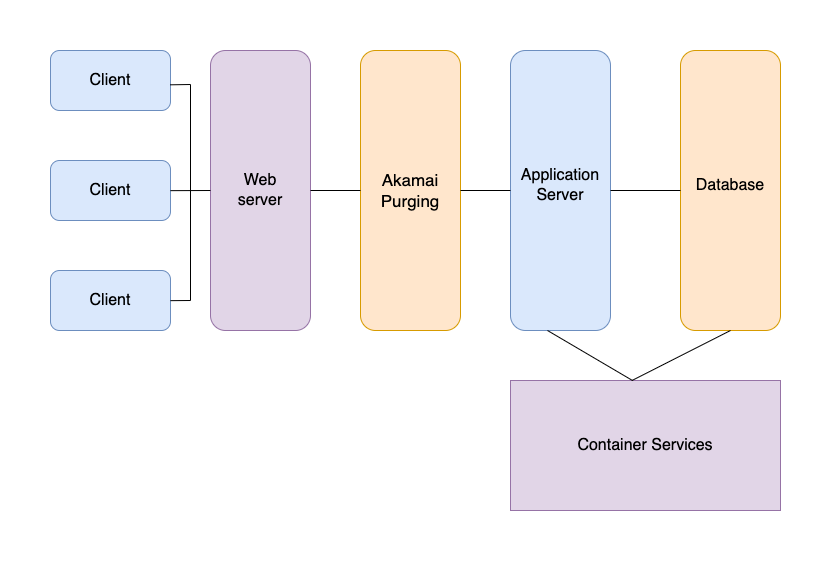 Client
Client
Client
Web
server
Akamai
Purging
Application
Server
Database
Container Services